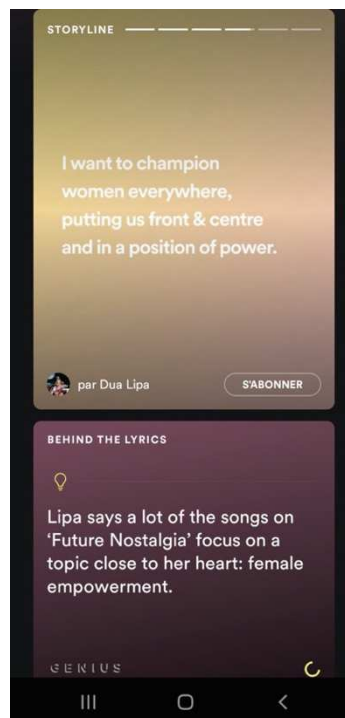 STORYLINE
I want to champion
women everywhere,
putting us front & centre
and in a position of power.
par Dua Lipa
S'ABONNER
BEHIND THE LYRICS
Lipa says a lot of the songs on
‘Future Nostalgia’ focus on a
topic close to her heart: female
empowerment.
GENIUS